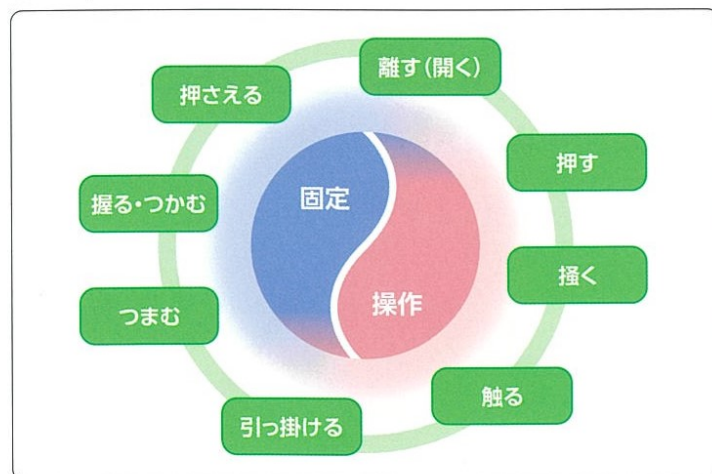 離す(開く)
押さえる
押す
握る・つかむ
固定
掻く
つまむ
操作
触る
引っ掛ける